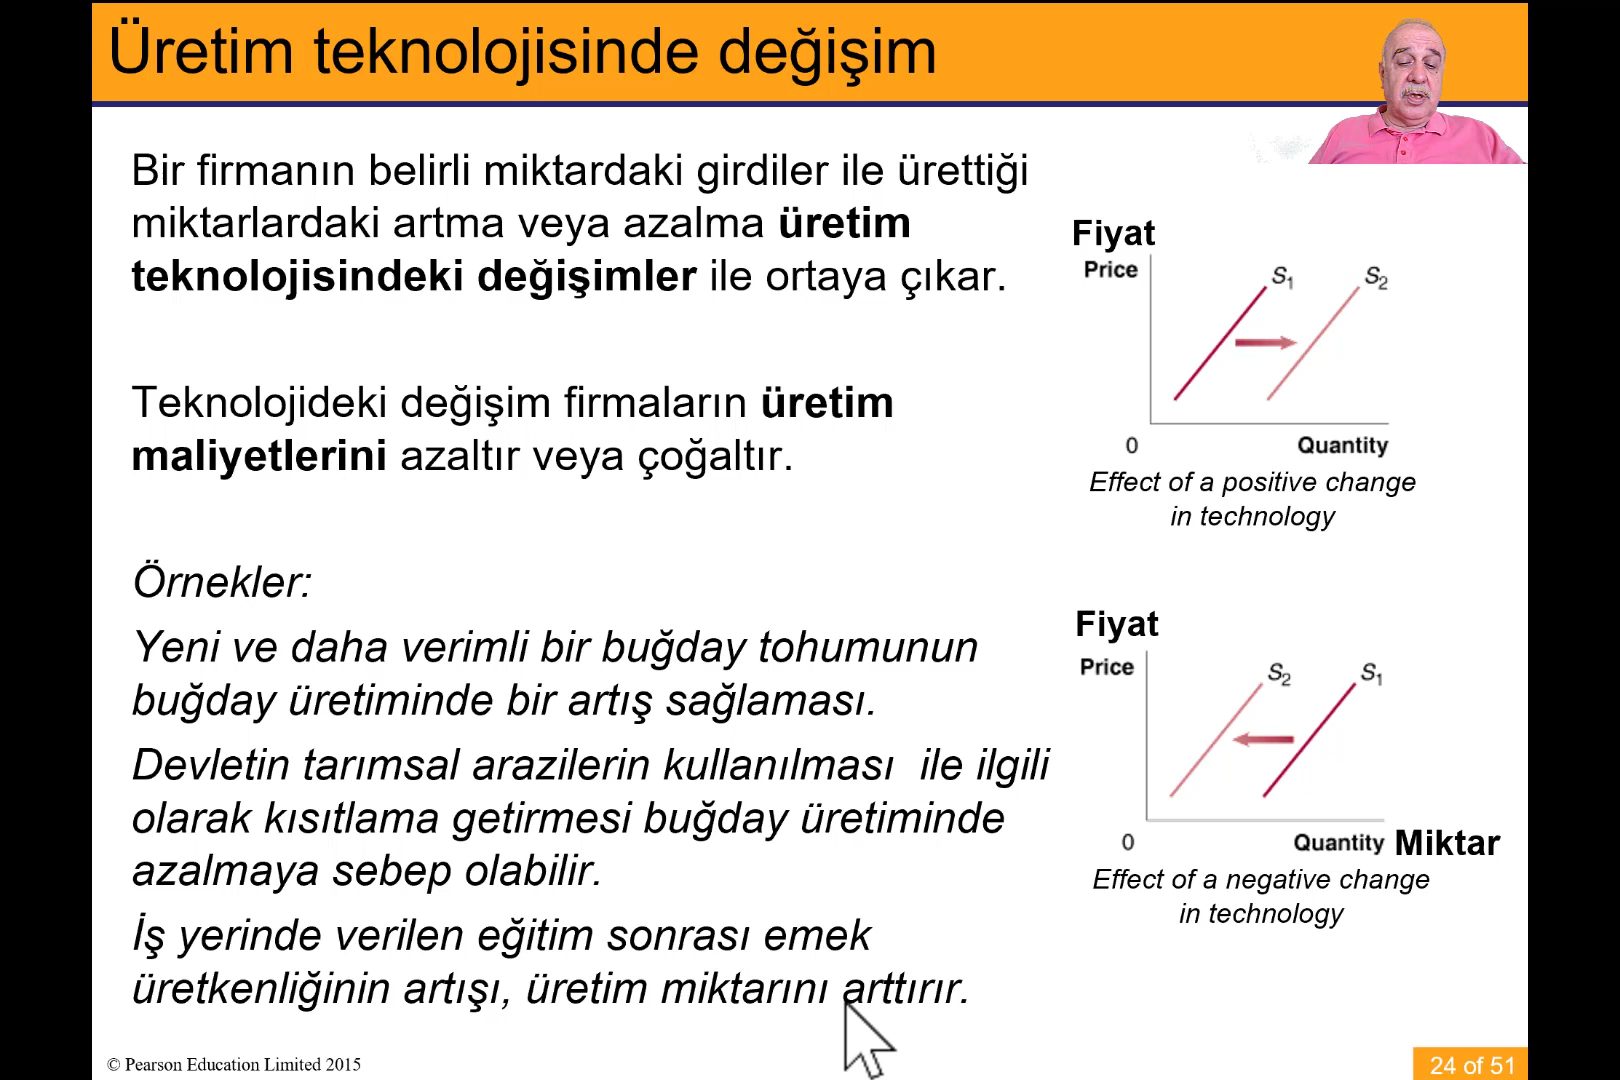 Üretim teknolojisinde değişim
Bir firmanın belirli miktardaki girdiler ile ürettiği
miktarlardaki artma veya azalma üretim
teknolojisindeki değişimler ile ortaya çıkar.
Teknolojideki değişim firmaların üretim
maliyetlerini azaltır veya çoğaltır.
Örnekler:
Yeni ve daha verimli bir buğday tohumunun
buğday üretiminde bir artış sağlaması.
Devletin tarımsal arazilerin kullanılması ile ilgili
olarak kısıtlama getirmesi buğday üretiminde
azalmaya sebep olabilir.
İş yerinde verilen eğitim sonrası emek
üretkenliğinin artışı, üretim miktarını arttırır.
Fiyat
Price
S1 S2
0 Quantity
Effect of a positive change
in technology
Fiyat
Price
S2 S1
0 Quantity Miktar
Effect of a negative change
in technology
© Pearson Education Limited 2015
24 of 51